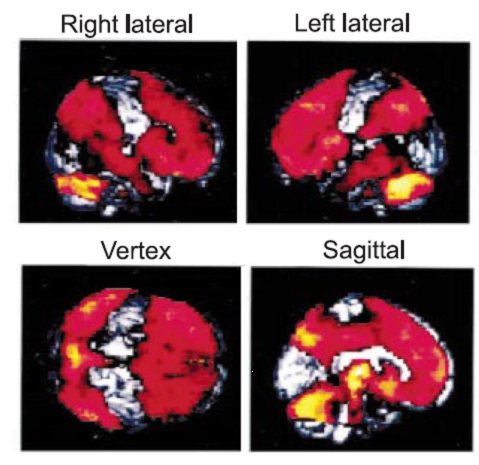 Right lateral
Left lateral
Vertex
Sagittal